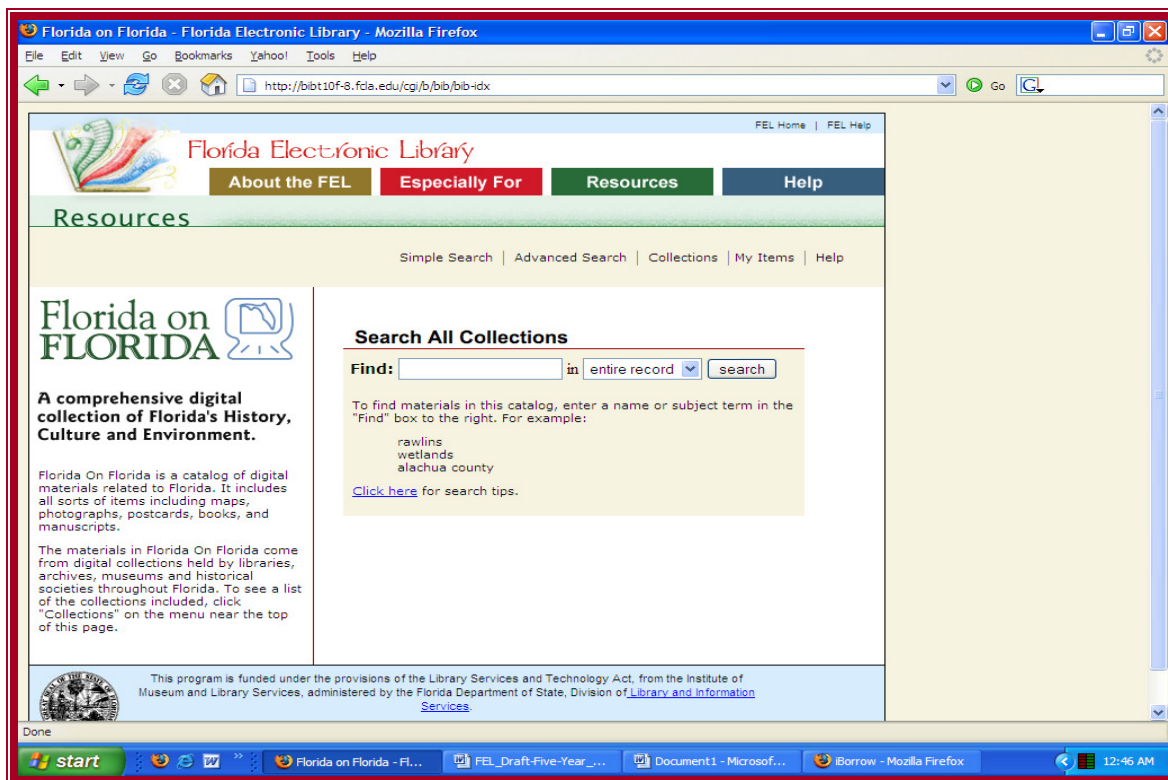 Florida on Florida - Florida Electronic Library - Mozilla Firefox
File Edit View Go Bookmarks Yahoo! Tools Help
http://bibt10f-8.fcla.edu/cgi/b/bib/bib-idx Go G
FEL Home | FEL Help
Florida Electronic Library
About the FEL Especially For Resources Help
Resources
Simple Search | Advanced Search | Collections | My Items | Help
Florida on
FLORIDA
A comprehensive digital
collection of Florida's History,
Culture and Environment.
Florida On Florida is a catalog of digital
materials related to Florida. It includes
all sorts of items including maps,
photographs, postcards, books, and
manuscripts.
The materials in Florida On Florida come
from digital collections held by libraries,
archives, museums and historical
societies throughout Florida. To see a list
of the collections included, click
"Collections" on the menu near the top
of this page.
Search All Collections
Find: in entire record search
To find materials in this catalog, enter a name or subject term in the
"Find" box to the right. For example:
rawlins
wetlands
alachua county
Click here for search tips.
This program is funded under the provisions of the Library Services and Technology Act, from the Institute of
Museum and Library Services, administered by the Florida Department of State, Division of Library and Information
Services.
Done
start Florida on Florida - Fl... FEL_Draft-Five-Year_... Document1 - Microsof... iBorrow - Mozilla Firefox 12:46 AM